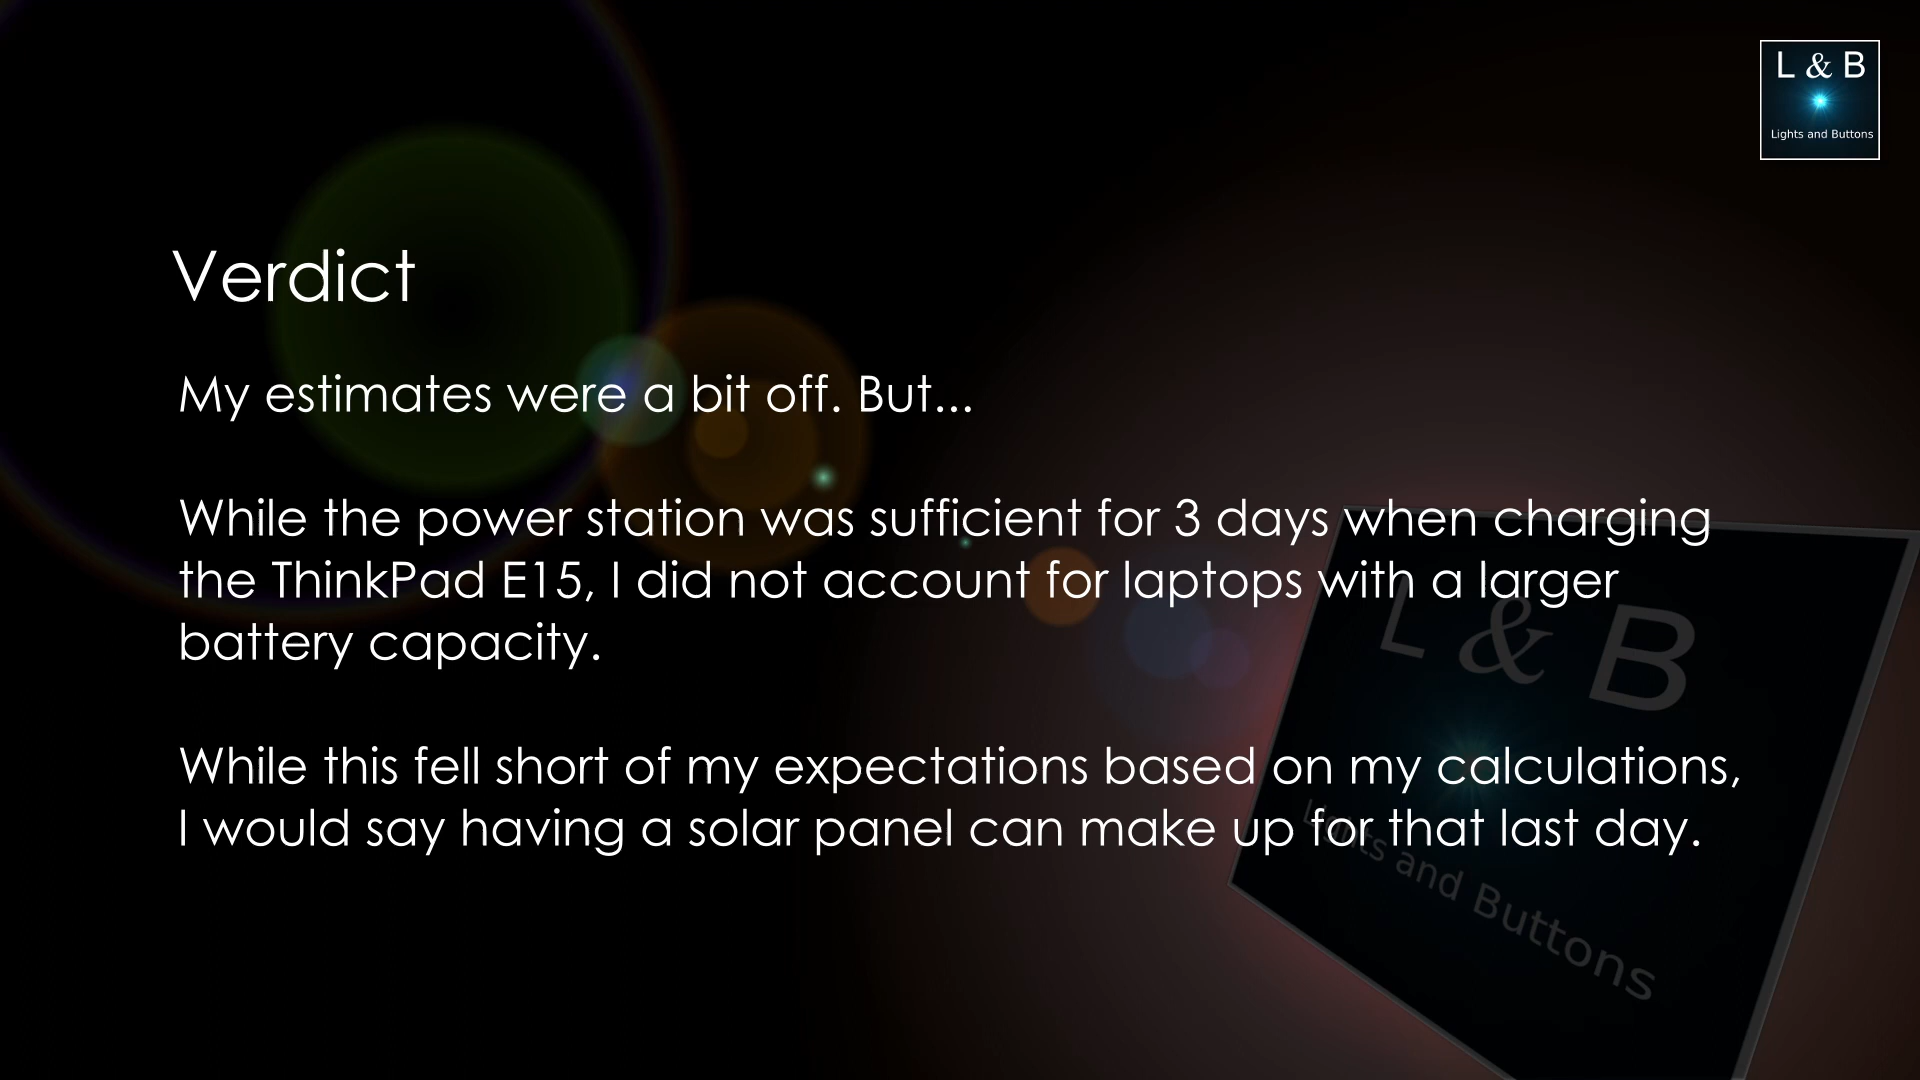 L & B
Lights and Buttons
Verdict
My estimates were a bit off. But...
While the power station was sufficient for 3 days when charging
the ThinkPad E15, I did not account for laptops with a larger
battery capacity.
While this fell short of my expectations based on my calculations,
I would say having a solar panel can make up for that last day.
L & B
Lights and Buttons